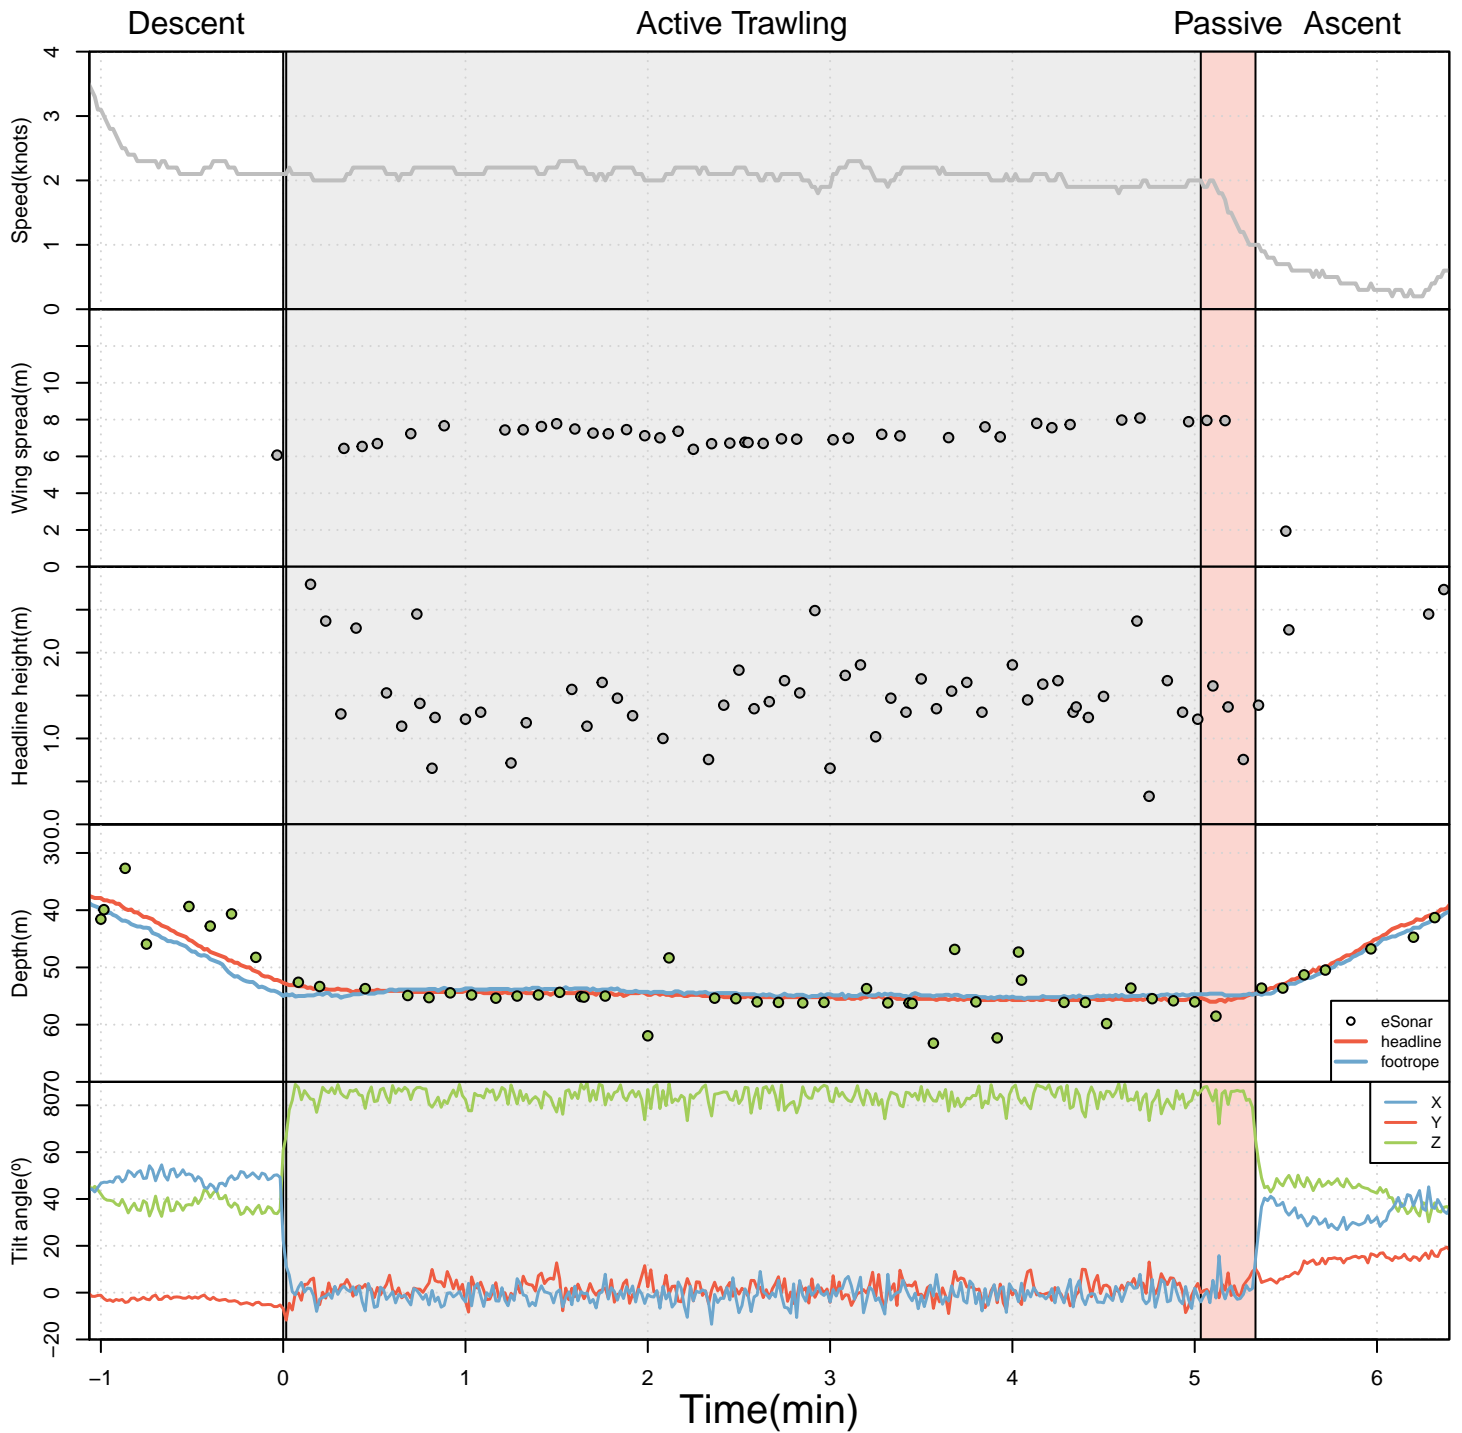 Descent Active Trawling Passive Ascent
Speed(knots)
4
3
2
1
0
Wing spread(m)
10
8
6
4
2
0
Headline height(m)
2.0
1.0
0.0
Depth(m)
30
40
50
60
70
eSonar
headline
footrope
Tilt angle(º)
80
60
40
20
0
−20
X
Y
Z
−1 0 1 2 3 4 5 6
Time(min)